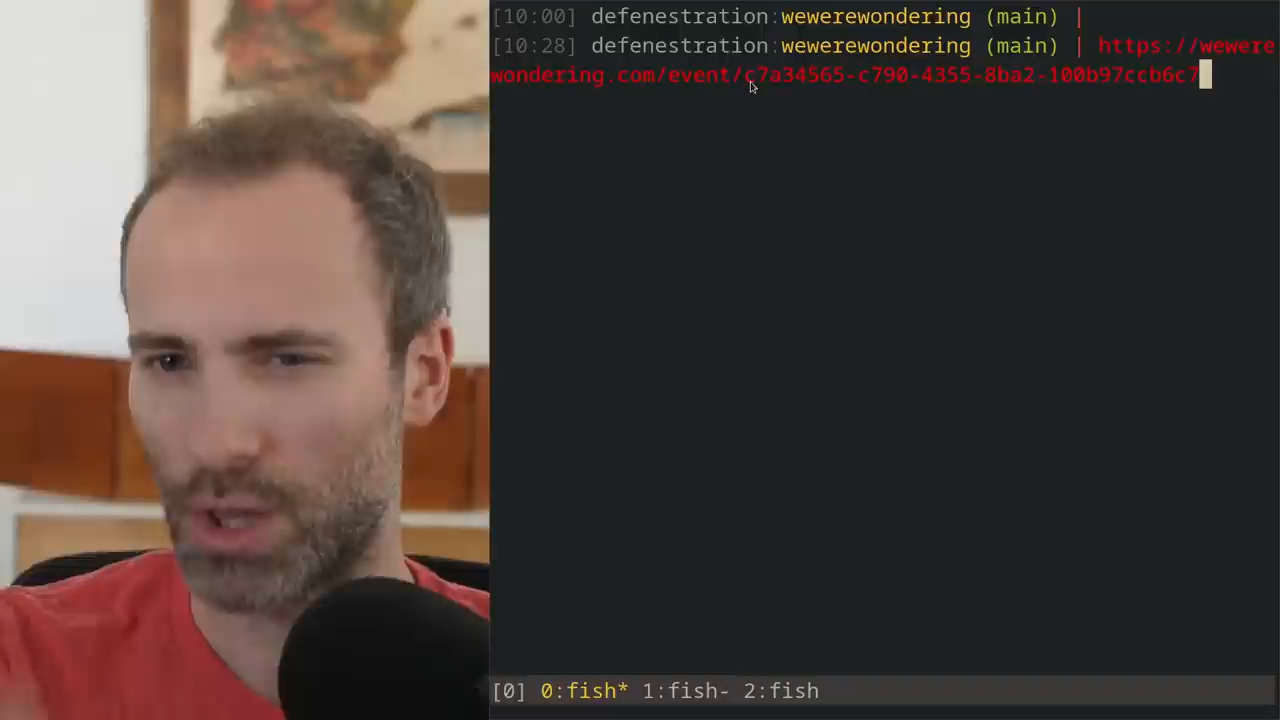 [10:00] defenestration:wewerewondering (main) |
[10:28] defenestration:wewerewondering (main) | https://wewere
wondering.com/event/c7a34565-c790-4355-8ba2-100b97ccb6c7
[0] 0:fish* 1:fish- 2:fish